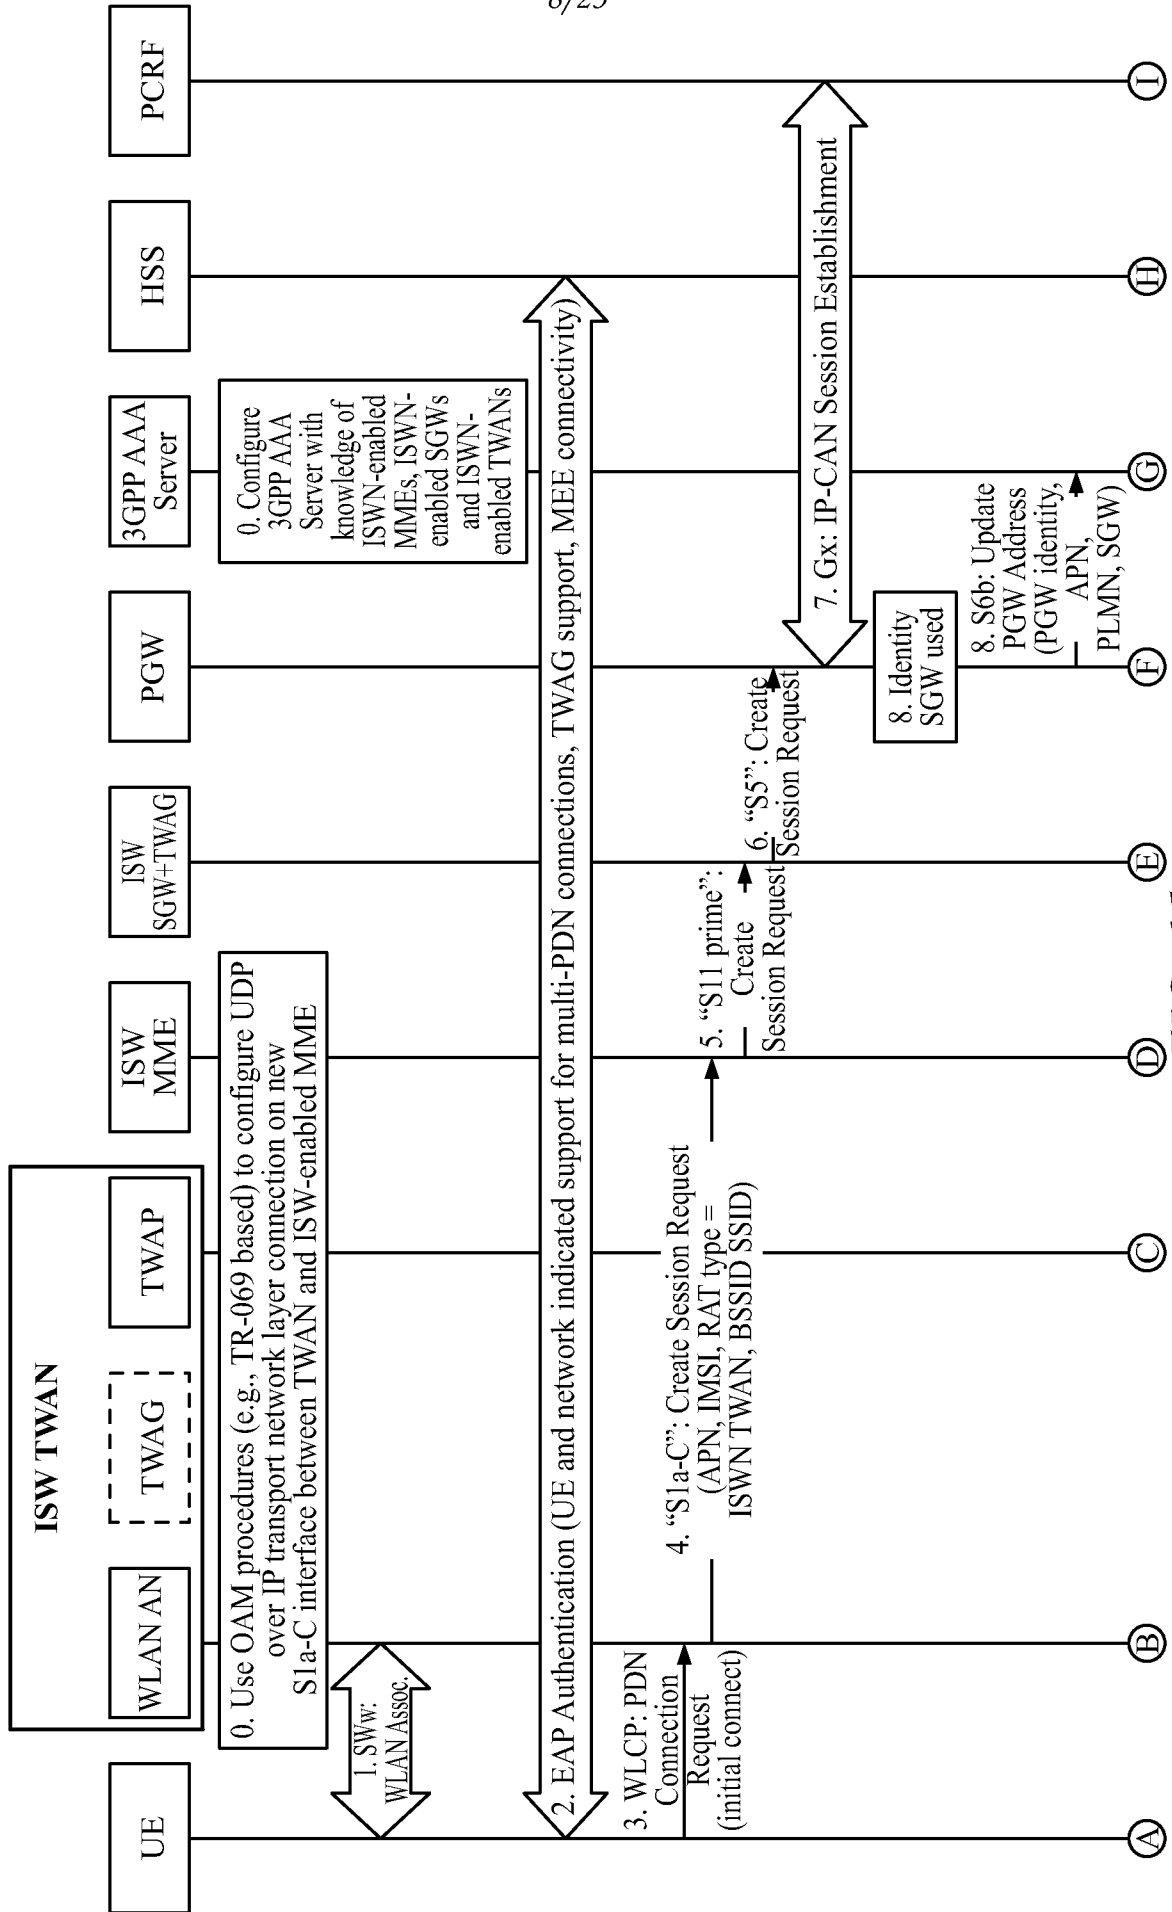 8/25
ISW TWAN
UE
WLAN AN
TWAG
TWAP
ISW
MME
ISW
SGW+TWAG
PGW
3GPP AAA
Server
HSS
PCRF
0. Use OAM procedures (e.g., TR-069 based) to configure UDP
over IP transport network layer connection on new
S1a-C interface between TWAN and ISW-enabled MME
0. Configure
3GPP AAA
Server with
knowledge of
ISWN-enabled
MMEs, ISWN-
enabled SGWs
and ISWN-
enabled TWANs
1. SWw:
WLAN Assoc.
2. EAP Authentication (UE and network indicated support for multi-PDN connections, TWAG support, MEE connectivity)
3. WLCP: PDN
Connection
Request
(initial connect)
4. “S1a-C”: Create Session Request
(APN, IMSI, RAT type =
ISWN TWAN, BSSID SSID)
5. “S11 prime”:
Create
Session Request
6. “S5”: Create
Session Request
7. Gx: IP-CAN Session Establishment
8. Identity
SGW used
8. S6b: Update
PGW Address
(PGW identity,
APN,
PLMN, SGW)
A
B
C
D
E
F
G
H
I